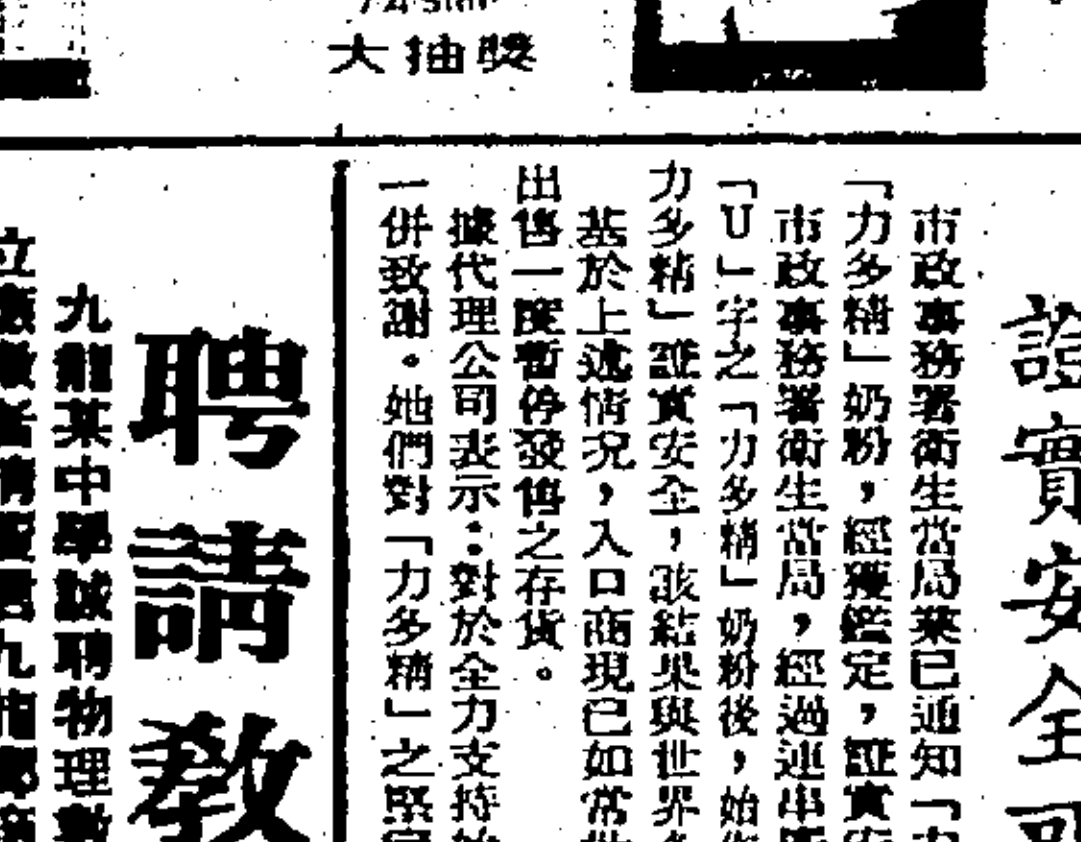 大抽獎
證實安全可
市政事務署衛生當局業已通知「力
「力多精」奶粉，經獲鑑定，證實安
市政事務署衛生當局，經過連串
「U」字之「力多精」奶粉後，始
力多精」證實安全，該結果與世界各
基於上述情況，入口商現已如常
出售一度暫停發售之存貨。
據代理公司表示：對於全力支持
一併致謝。她們對「力多精」之堅定
聘請教
九龍某中學誠聘物理數